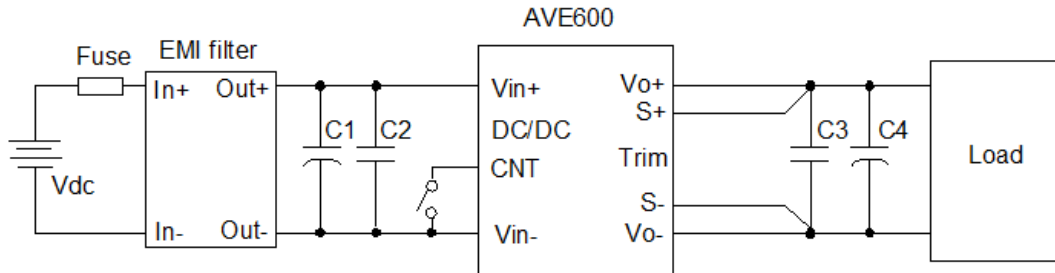 AVE600
Fuse
EMI filter
In+ Out+
Vin+
Vo+
S+
C1
C2
DC/DC
CNT
Trim
C3
C4
Load
Vdc
S-
In- Out-
Vin-
Vo-